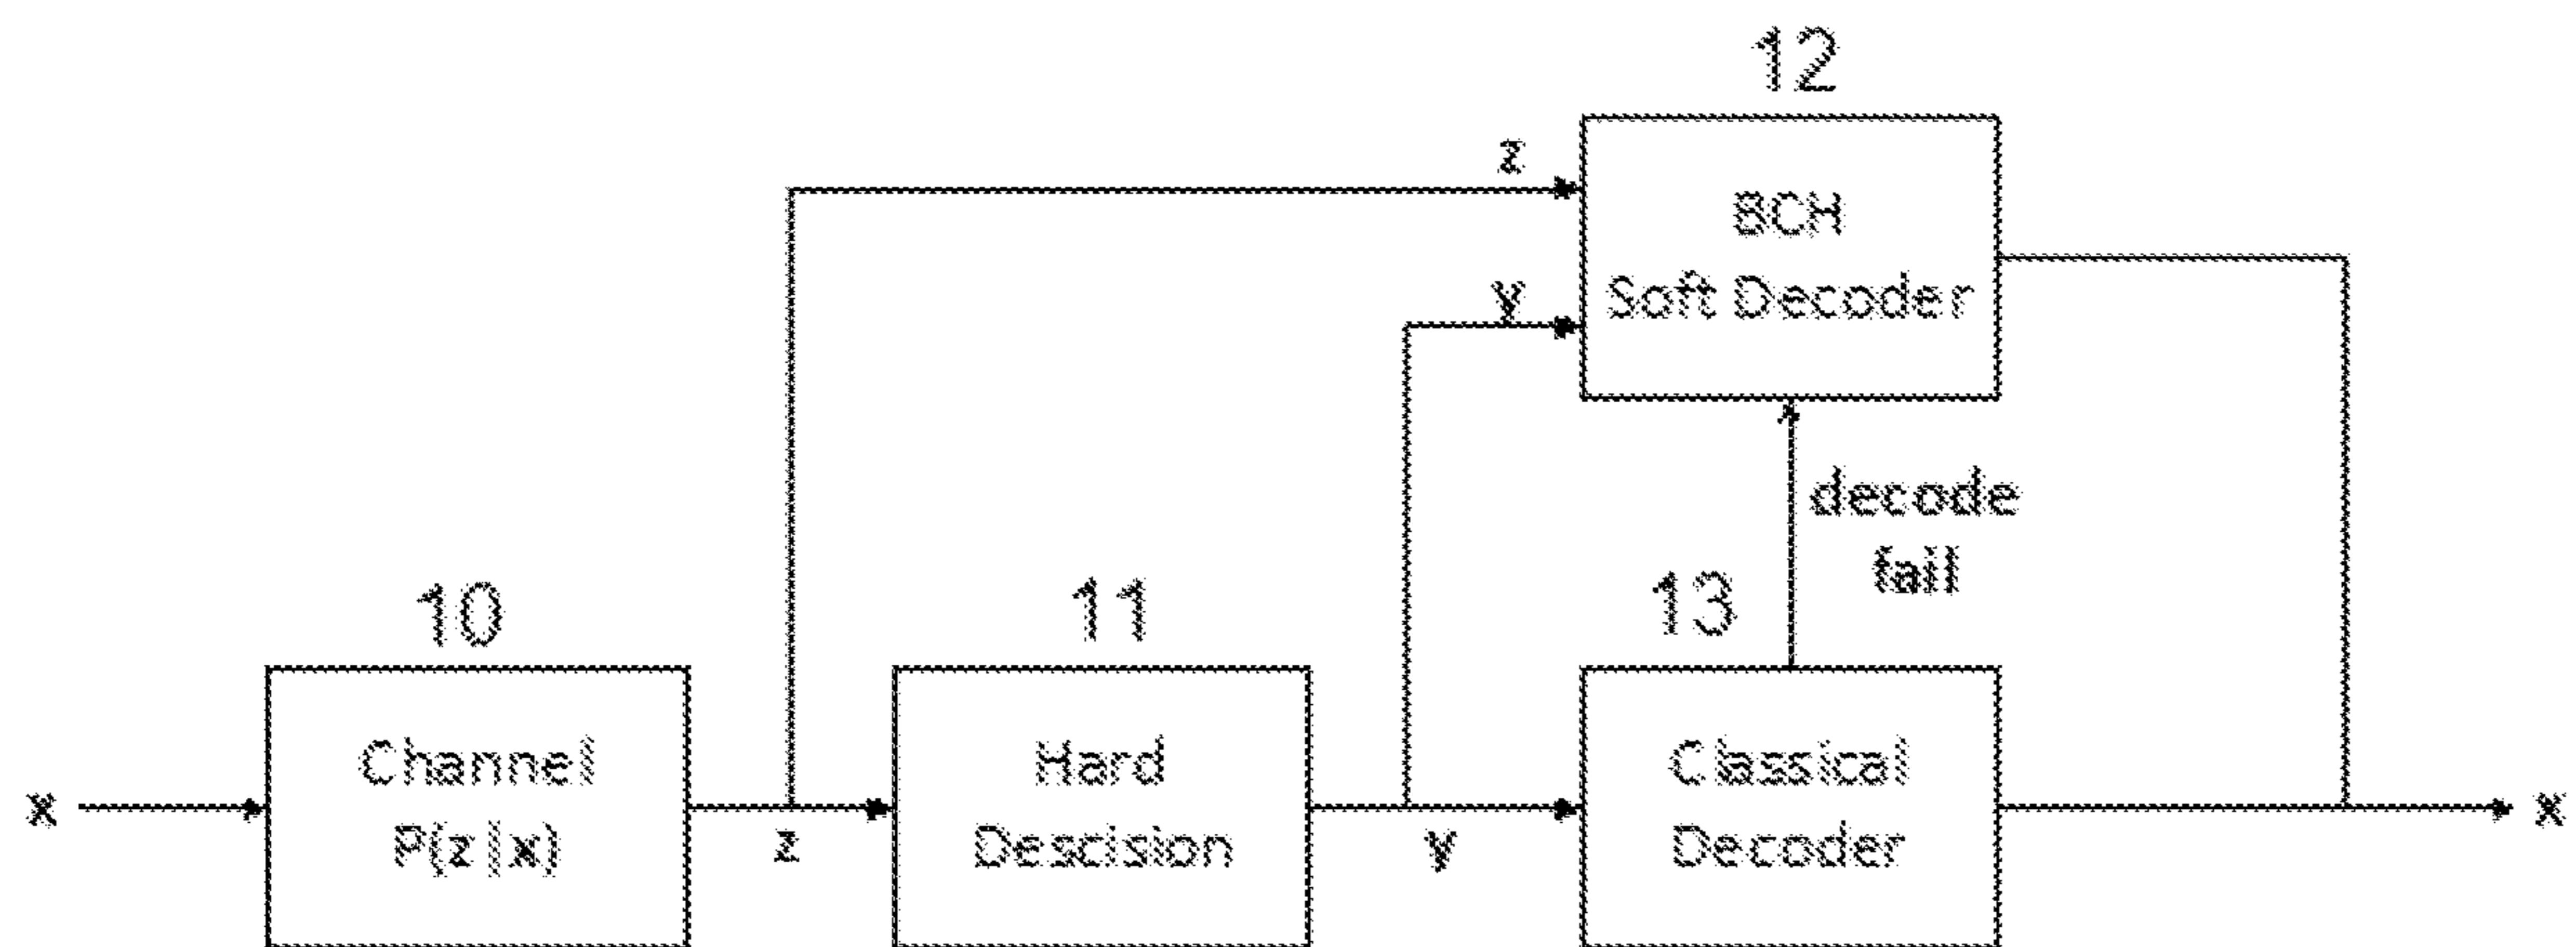 12
z
BCH
y
Soft Decoder
decode
fail
10
11
13
Channel
Hard
Classical
x
x
P(z|x)
z
Descision
y
Decoder